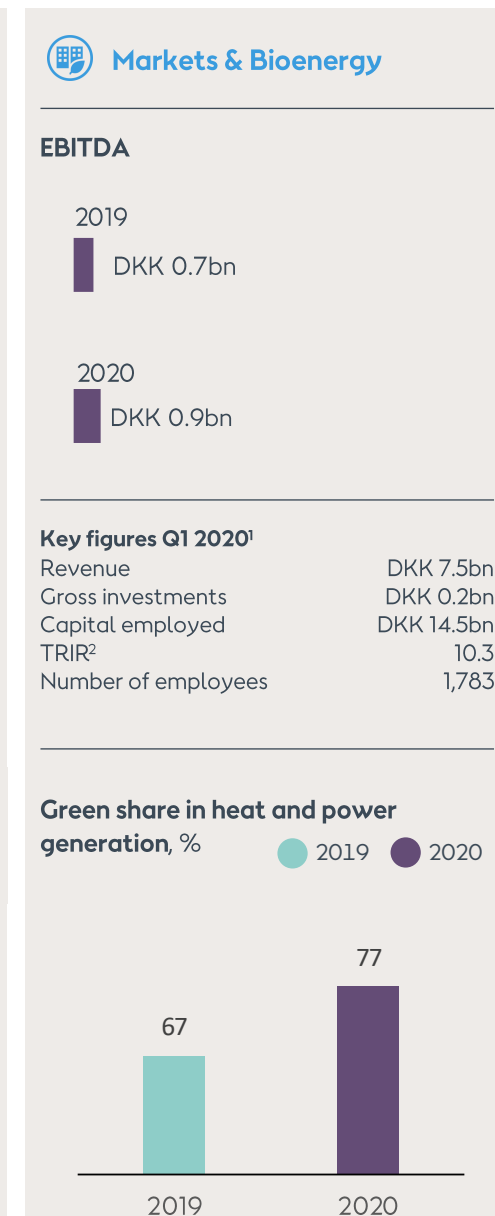 Markets & Bioenergy
EBITDA
2019
DKK 0.7bn
2020
DKK 0.9bn
Key figures Q1 2020¹
Revenue DKK 7.5bn
Gross investments DKK 0.2bn
Capital employed DKK 14.5bn
TRIR² 10.3
Number of employees 1,783
Green share in heat and power
generation, %
2019 2020
77
67
2019 2020